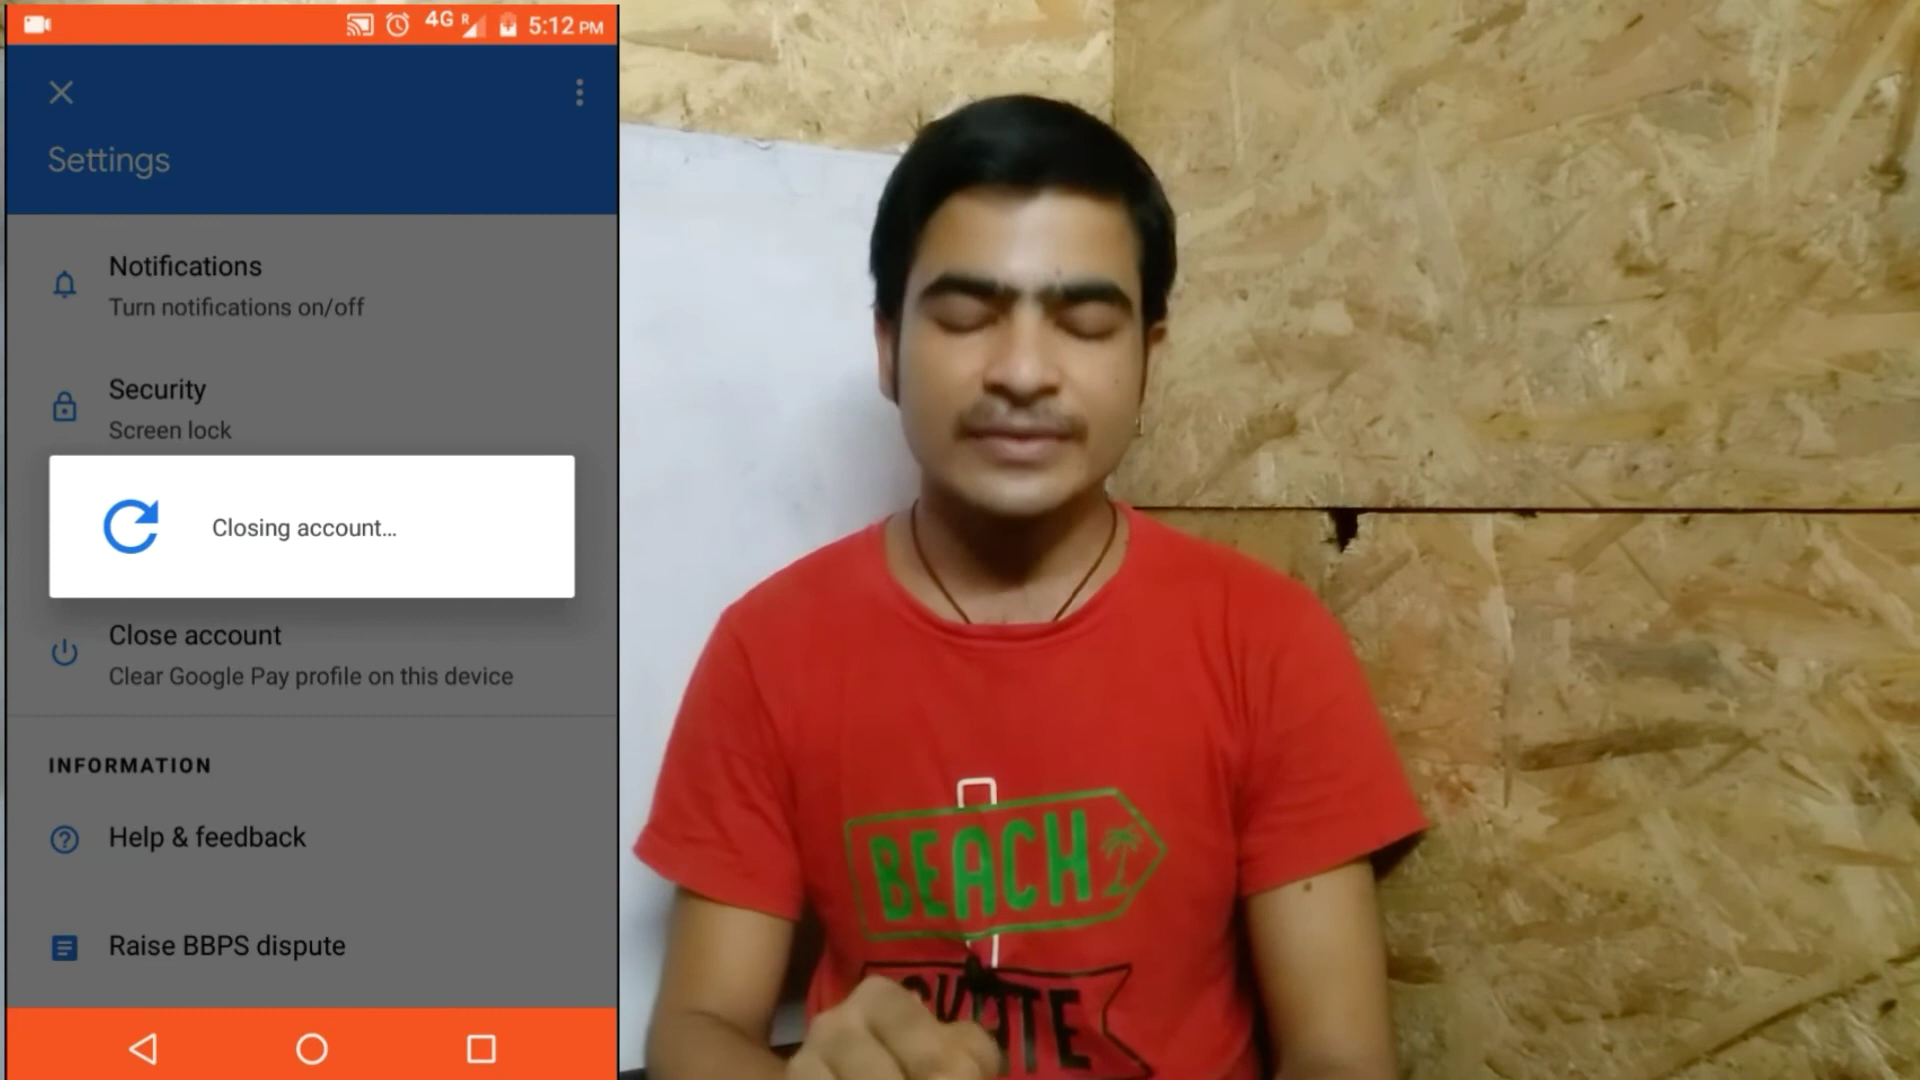 4G R 5:12 PM
Settings
Notifications
Turn notifications on/off
Security
Screen lock
Closing account...
Close account
Clear Google Pay profile on this device
INFORMATION
Help & feedback
Raise BBPS dispute
BEACH